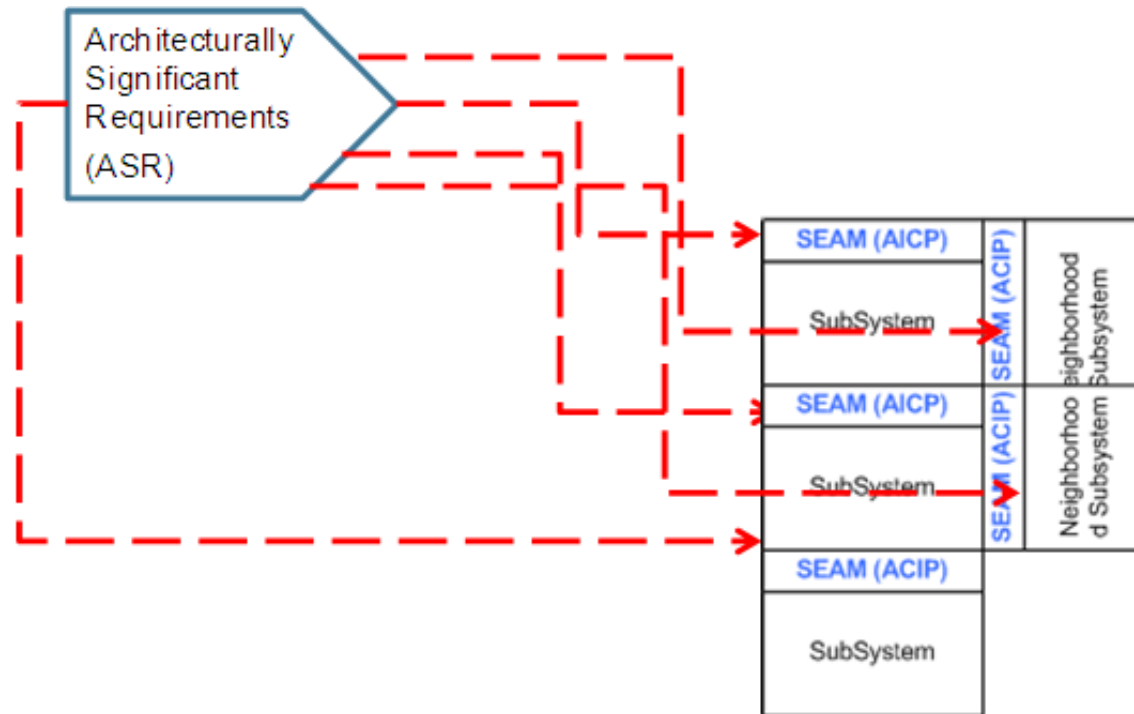 Architecturally
Significant
Requirements
(ASR)
SEAM (AICP)
SubSystem
SEAM (ACIP)
eighborhood
Subsystem
SEAM (AICP)
SubSystem
SEAM (ACIP)
Neighborhoo
d Subsystem
SEAM (ACIP)
SubSystem